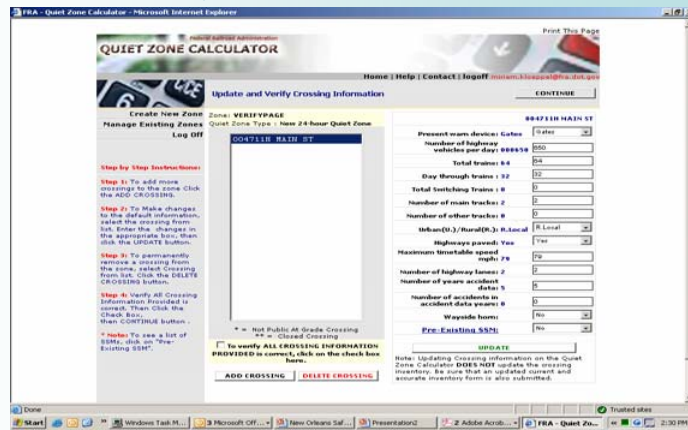 FRA - Quiet Zone Calculator - Microsoft Internet Explorer
Print This Page
Federal Railroad Administration
QUIET ZONE CALCULATOR
Home | Help | Contact | logoff miriam.kloeppel@fra.dot.gov
Update and Verify Crossing Information
CONTINUE
Create New Zone
Manage Existing Zones
Log Off
Step by Step Instructions:
Step 1: To add more
crossings to the zone Click
the ADD CROSSING.
Step 2: To Make changes
to the default information,
select the crossing from
list. Enter the changes in
the appropriate box, then
click the UPDATE button.
Step 3: To permanently
remove a crossing from
the zone, select Crossing
from list. Click the DELETE
CROSSING button.
Step 4: Verify All Crossing
Information Provided is
correct. Then Click the
Check Box,
then CONTINUE button .
* Note: To see a list of
SSMs, click on "Pre-
Existing SSM".
Zone: VERIFYPAGE
Quiet Zone Type : New 24-hour Quiet Zone
004711H MAIN ST
* = Not Public At Grade Crossing
** = Closed Crossing
To verify ALL CROSSING INFORMATION
PROVIDED is correct, click on the check box
here.
ADD CROSSING DELETE CROSSING
004711H MAIN ST
Present warn device: Gates Gates
Number of highway
vehicles per day: 000650 650
Total trains: 64 64
Day through trains : 32 32
Total Switching Trains : 0 0
Number of main tracks: 2 2
Number of other tracks: 0 0
Urban(U.)/Rural(R.): R.Local R Local
Highways paved: Yes Yes
Maximum timetable speed
mph: 79 79
Number of highway lanes: 2 2
Number of years accident
data: 5 5
Number of accidents in
accident data years: 0 0
Wayside horn: No
Pre-Existing SSM: No
UPDATE
Note: Updating Crossing information on the Quiet
Zone Calculator DOES NOT update the crossing
inventory. Be sure that an updated current and
accurate inventory form is also submitted.
Done Trusted sites
Start Windows Task M... 3 Microsoft Off... New Orleans Saf... Presentation2 2 Adobe Acrob... FRA - Quiet Zo... 2:30 PM